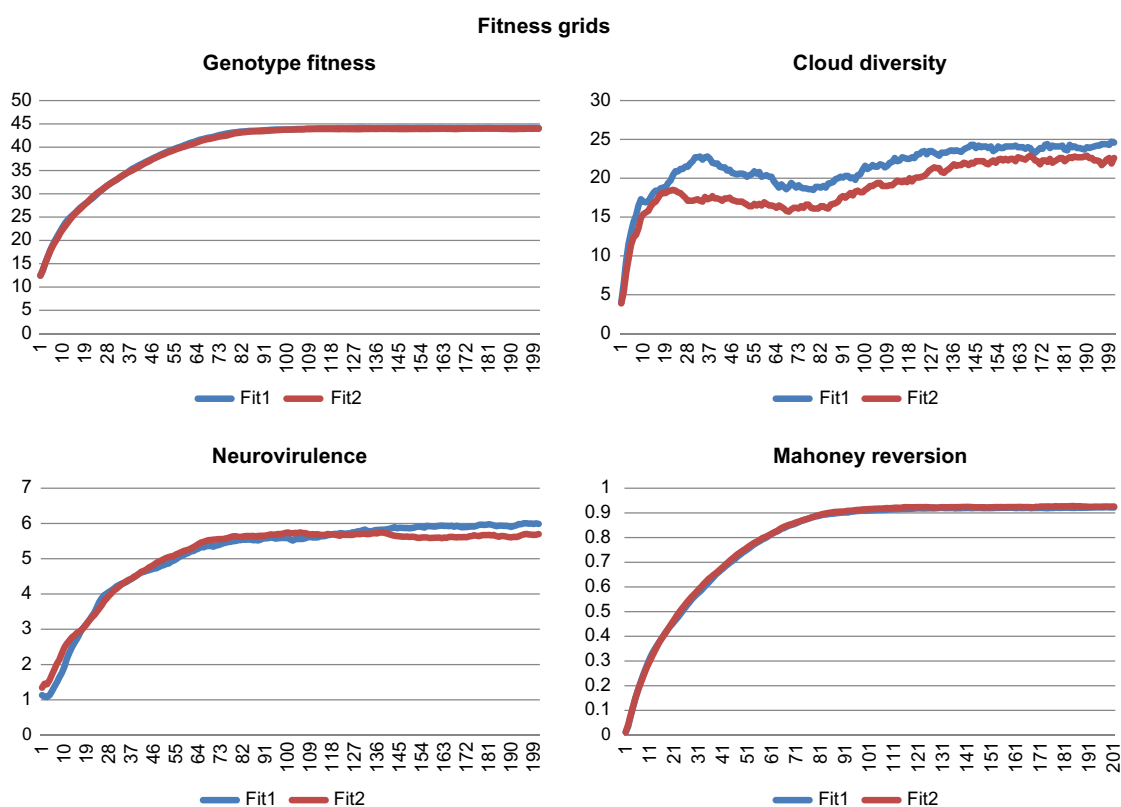 Fitness grids
Genotype fitness
50
45
40
35
30
25
20
15
10
5
0
1 10 19 28 37 46 55 64 73 82 91 100 109 118 127 136 145 154 163 172 181 190 199
Fit1 Fit2
Cloud diversity
30
25
20
15
10
5
0
1 10 19 28 37 46 55 64 73 82 91 100 109 118 127 136 145 154 163 172 181 190 199
Fit1 Fit2
Neurovirulence
7
6
5
4
3
2
1
0
1 10 19 28 37 46 55 64 73 82 91 100 109 118 127 136 145 154 163 172 181 190 199
Fit1 Fit2
Mahoney reversion
1
0.9
0.8
0.7
0.6
0.5
0.4
0.3
0.2
0.1
0
1 11 21 31 41 51 61 71 81 91 101 111 121 131 141 151 161 171 181 191 201
Fit1 Fit2